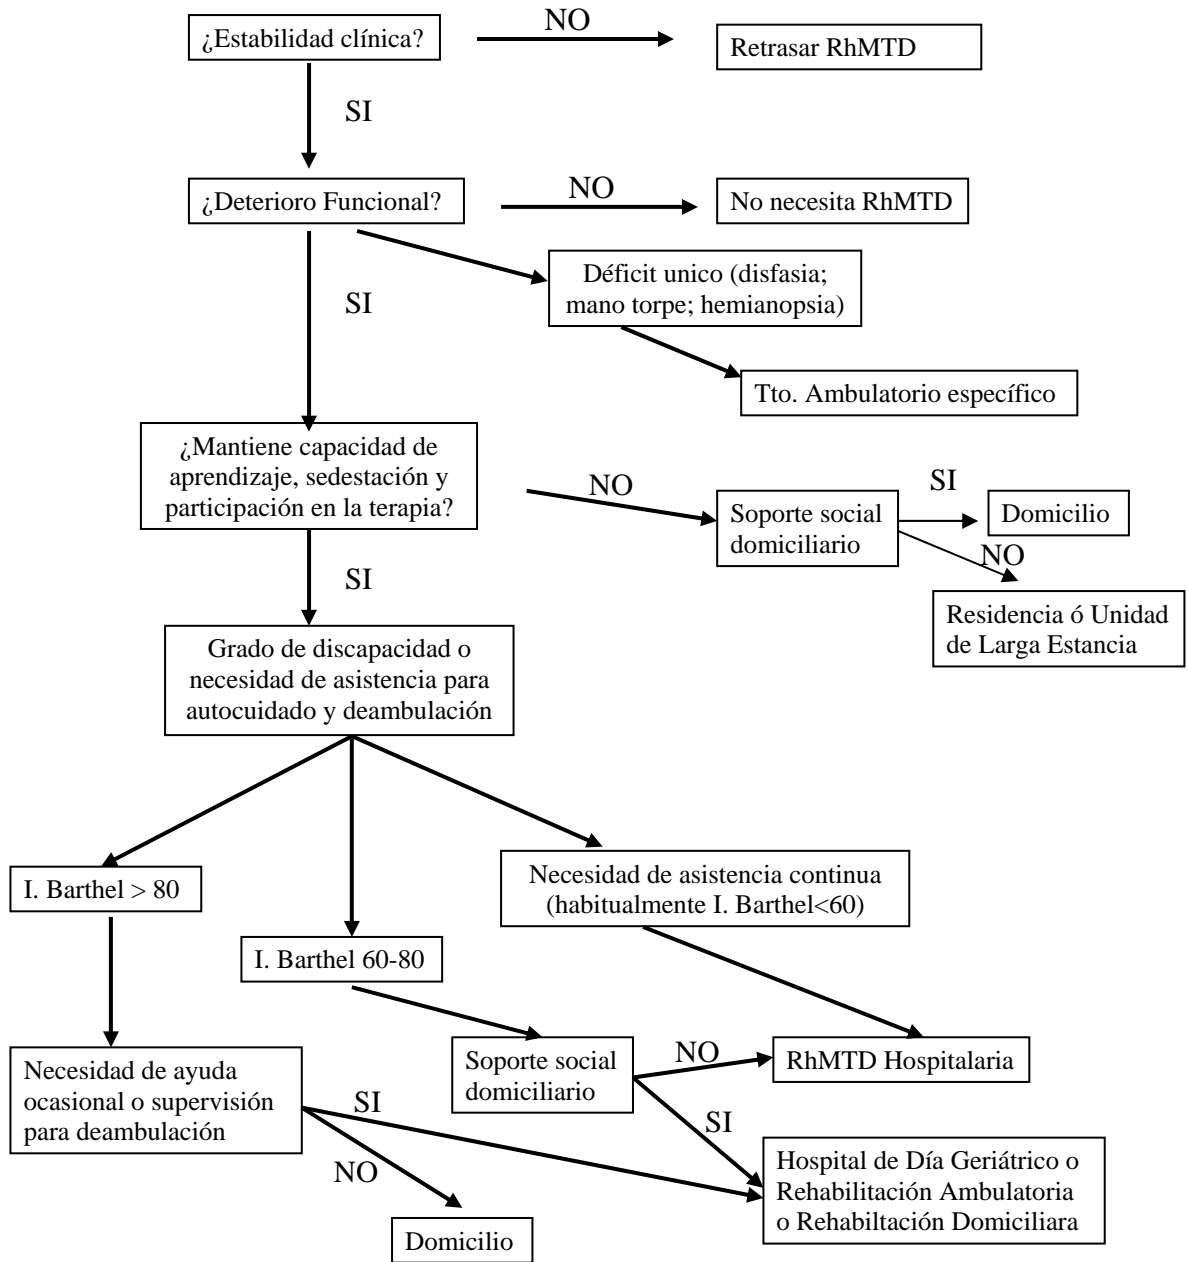 ¿Estabilidad clínica?
NO
Retrasar RhMTD
SI
¿Deterioro Funcional?
NO
No necesita RhMTD
Déficit unico (disfasia;
mano torpe; hemianopsia)
SI
Tto. Ambulatorio específico
¿Mantiene capacidad de
aprendizaje, sedestación y
participación en la terapia?
NO
Soporte social
domiciliario
SI
Domicilio
NO
Residencia ó Unidad
de Larga Estancia
SI
Grado de discapacidad o
necesidad de asistencia para
autocuidado y deambulación
I. Barthel > 80
I. Barthel 60-80
Necesidad de asistencia continua
(habitualmente I. Barthel<60)
Necesidad de ayuda
ocasional o supervisión
para deambulación
SI
NO
Domicilio
Soporte social
domiciliario
NO
RhMTD Hospitalaria
SI
Hospital de Día Geriátrico o
Rehabilitación Ambulatoria
o Rehabiltación Domiciliara